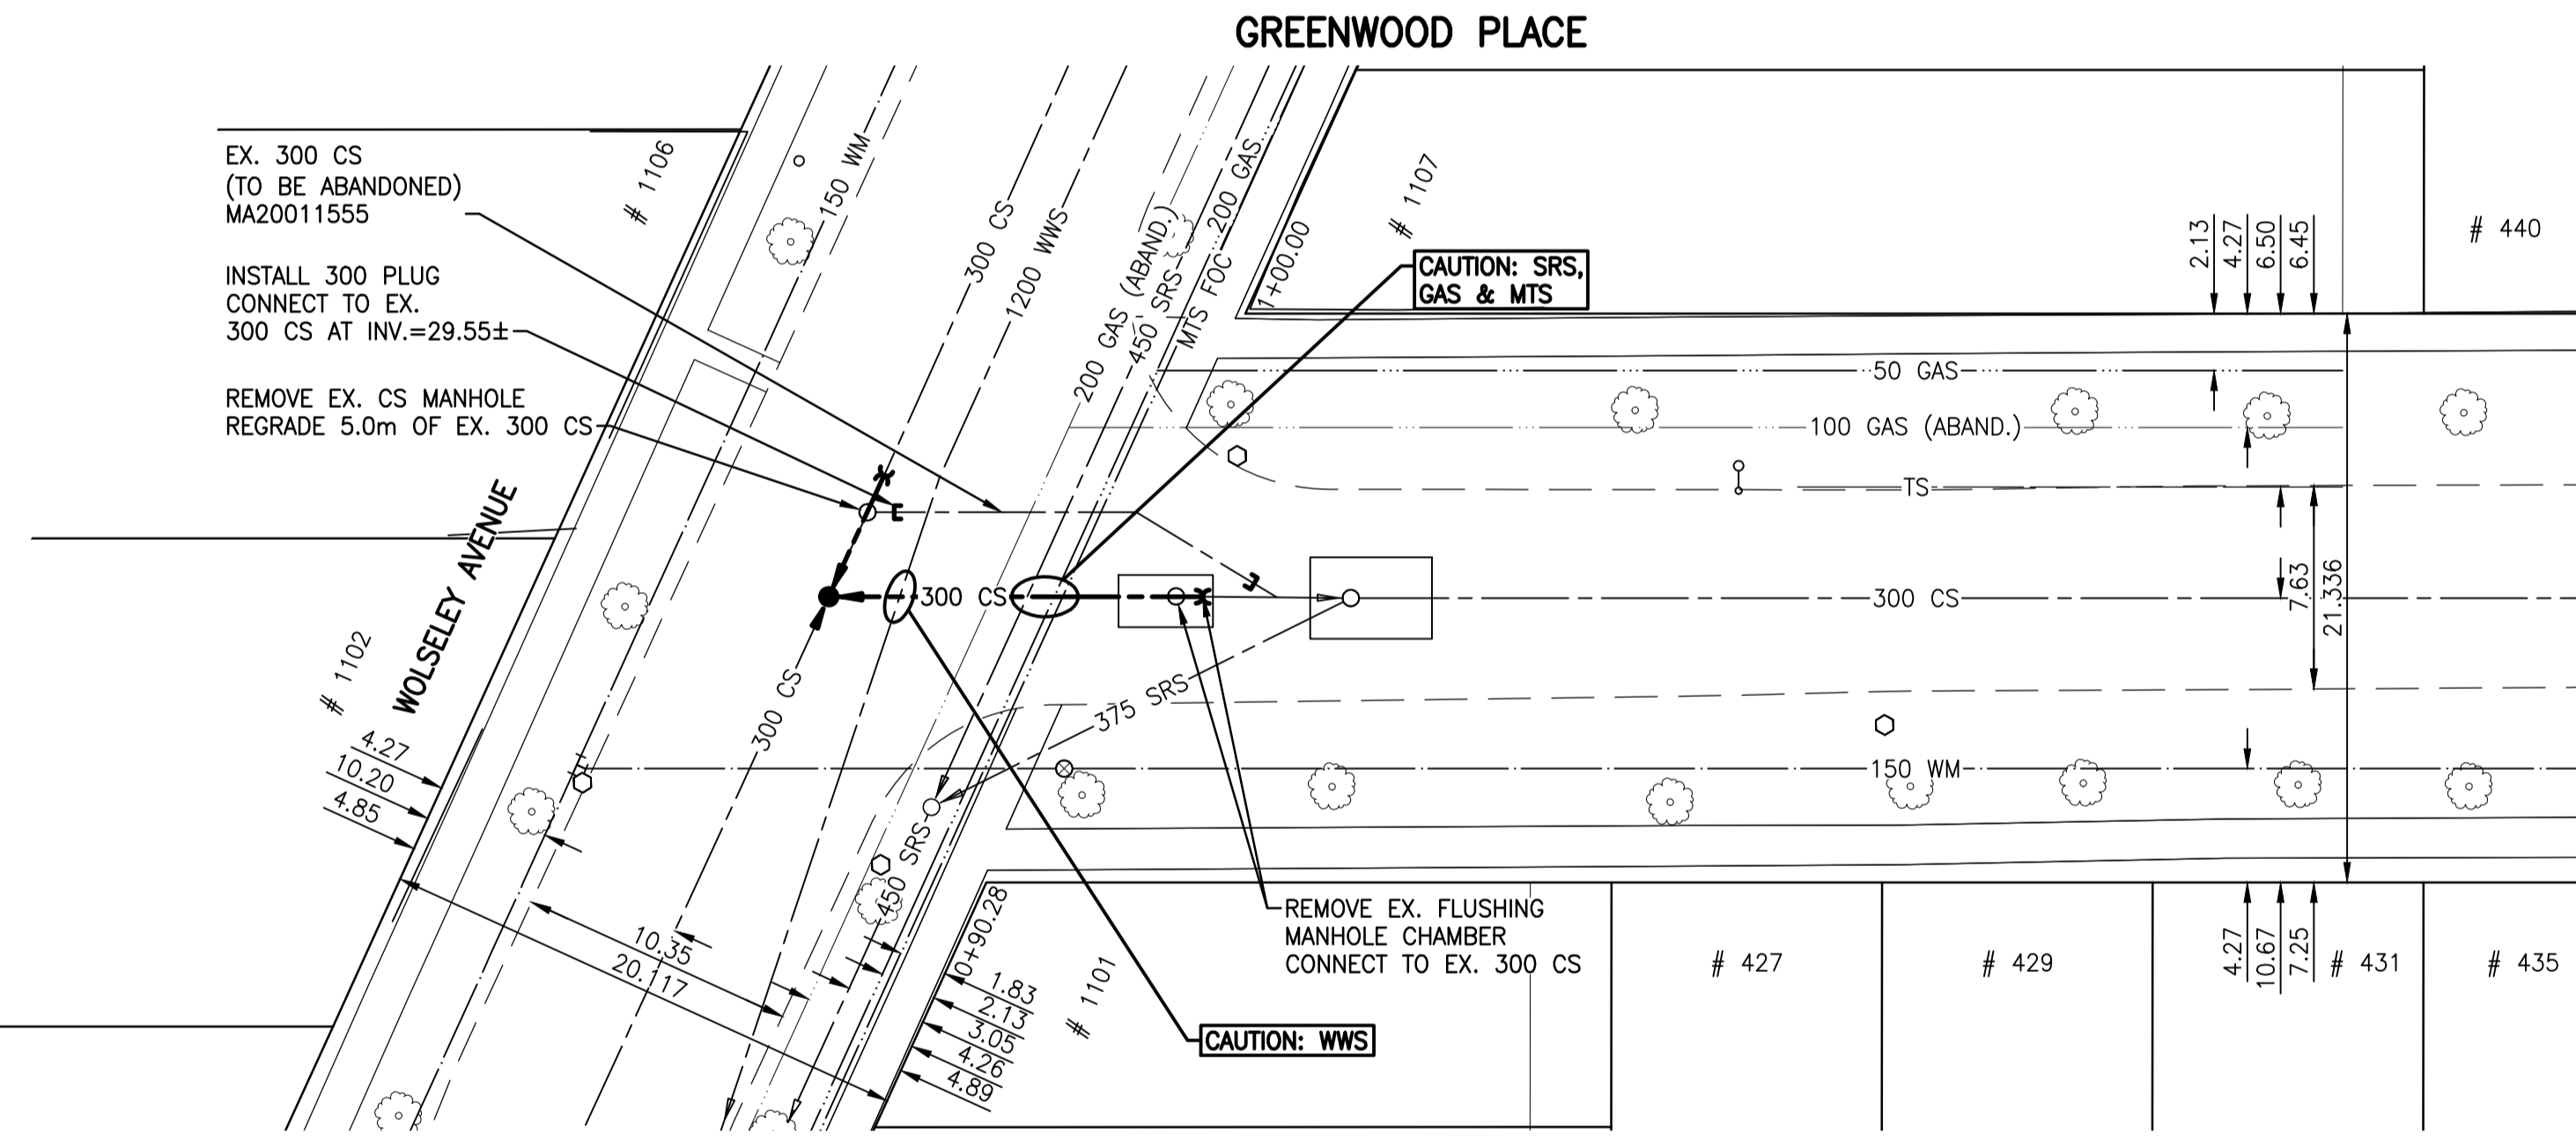 GREENWOOD PLACE
EX. 300 CS
(TO BE ABANDONED)
MA20011555
INSTALL 300 PLUG
CONNECT TO EX.
300 CS AT INV.=29.55±
REMOVE EX. CS MANHOLE
REGRADE 5.0m OF EX. 300 CS
# 1106
150 WM
300 CS
1200 WWS
200 GAS (ABAND.)
450 SRS
MTS FOC
200 GAS
1+00.00
# 1107
CAUTION: SRS,
GAS & MTS
2.13
4.27
6.50
6.45
# 440
50 GAS
100 GAS (ABAND.)
TS
300 CS
300 CS
7.63
21.336
WOLSELEY AVENUE
# 1102
300 CS
375 SRS
150 WM
4.27
10.20
4.85
450 SRS
10.35
20.117
0+90.28
1.83
2.13
3.05
4.26
4.89
# 1101
REMOVE EX. FLUSHING
MANHOLE CHAMBER
CONNECT TO EX. 300 CS
CAUTION: WWS
# 427
# 429
4.27
10.67
7.25
# 431
# 435